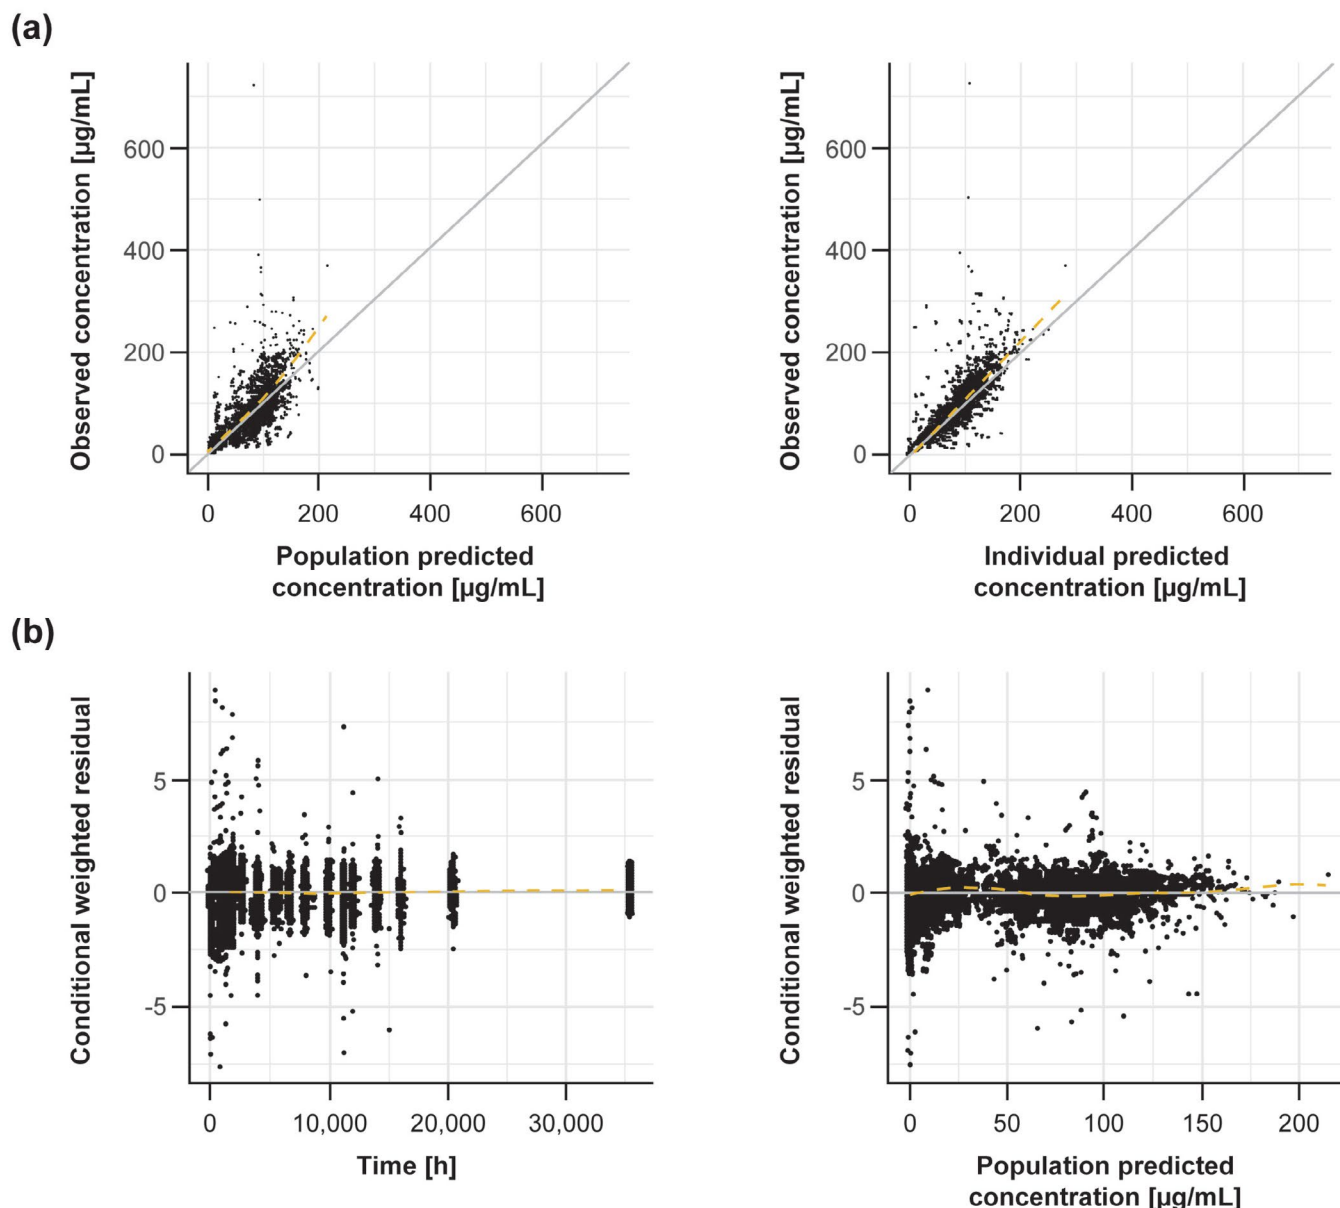 (a)
Observed concentration [µg/mL]
600
400
200
0
0 200 400 600
Population predicted
concentration [µg/mL]
Observed concentration [µg/mL]
600
400
200
0
0 200 400 600
Individual predicted
concentration [µg/mL]
(b)
Conditional weighted residual
5
0
-5
0 10,000 20,000 30,000
Time [h]
Conditional weighted residual
5
0
-5
0 50 100 150 200
Population predicted
concentration [µg/mL]